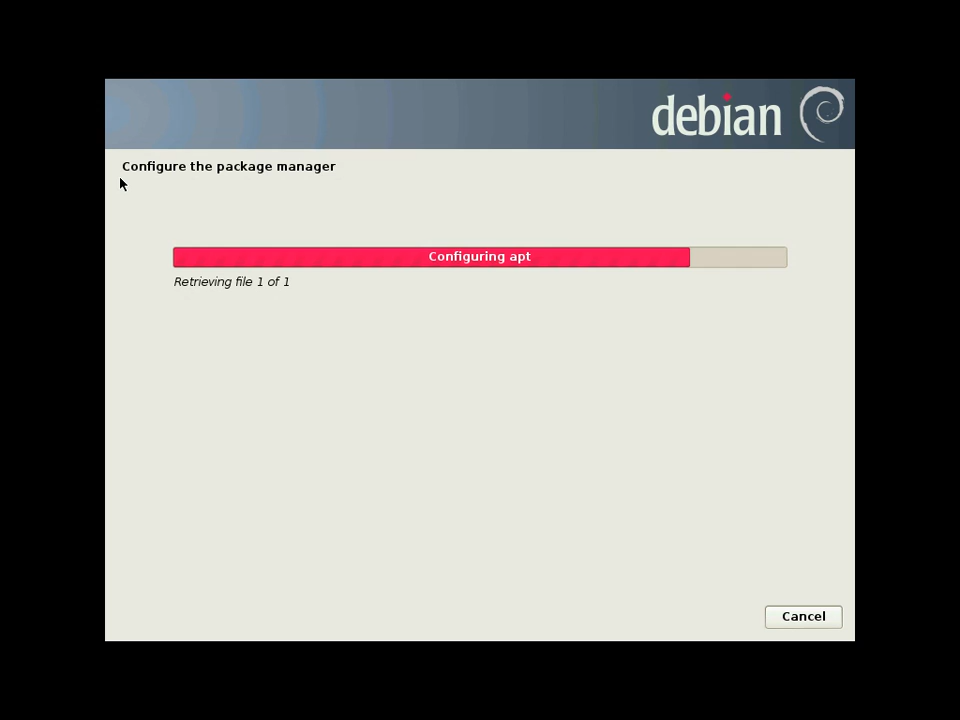 debian
Configure the package manager
Configuring apt
Retrieving file 1 of 1
Cancel